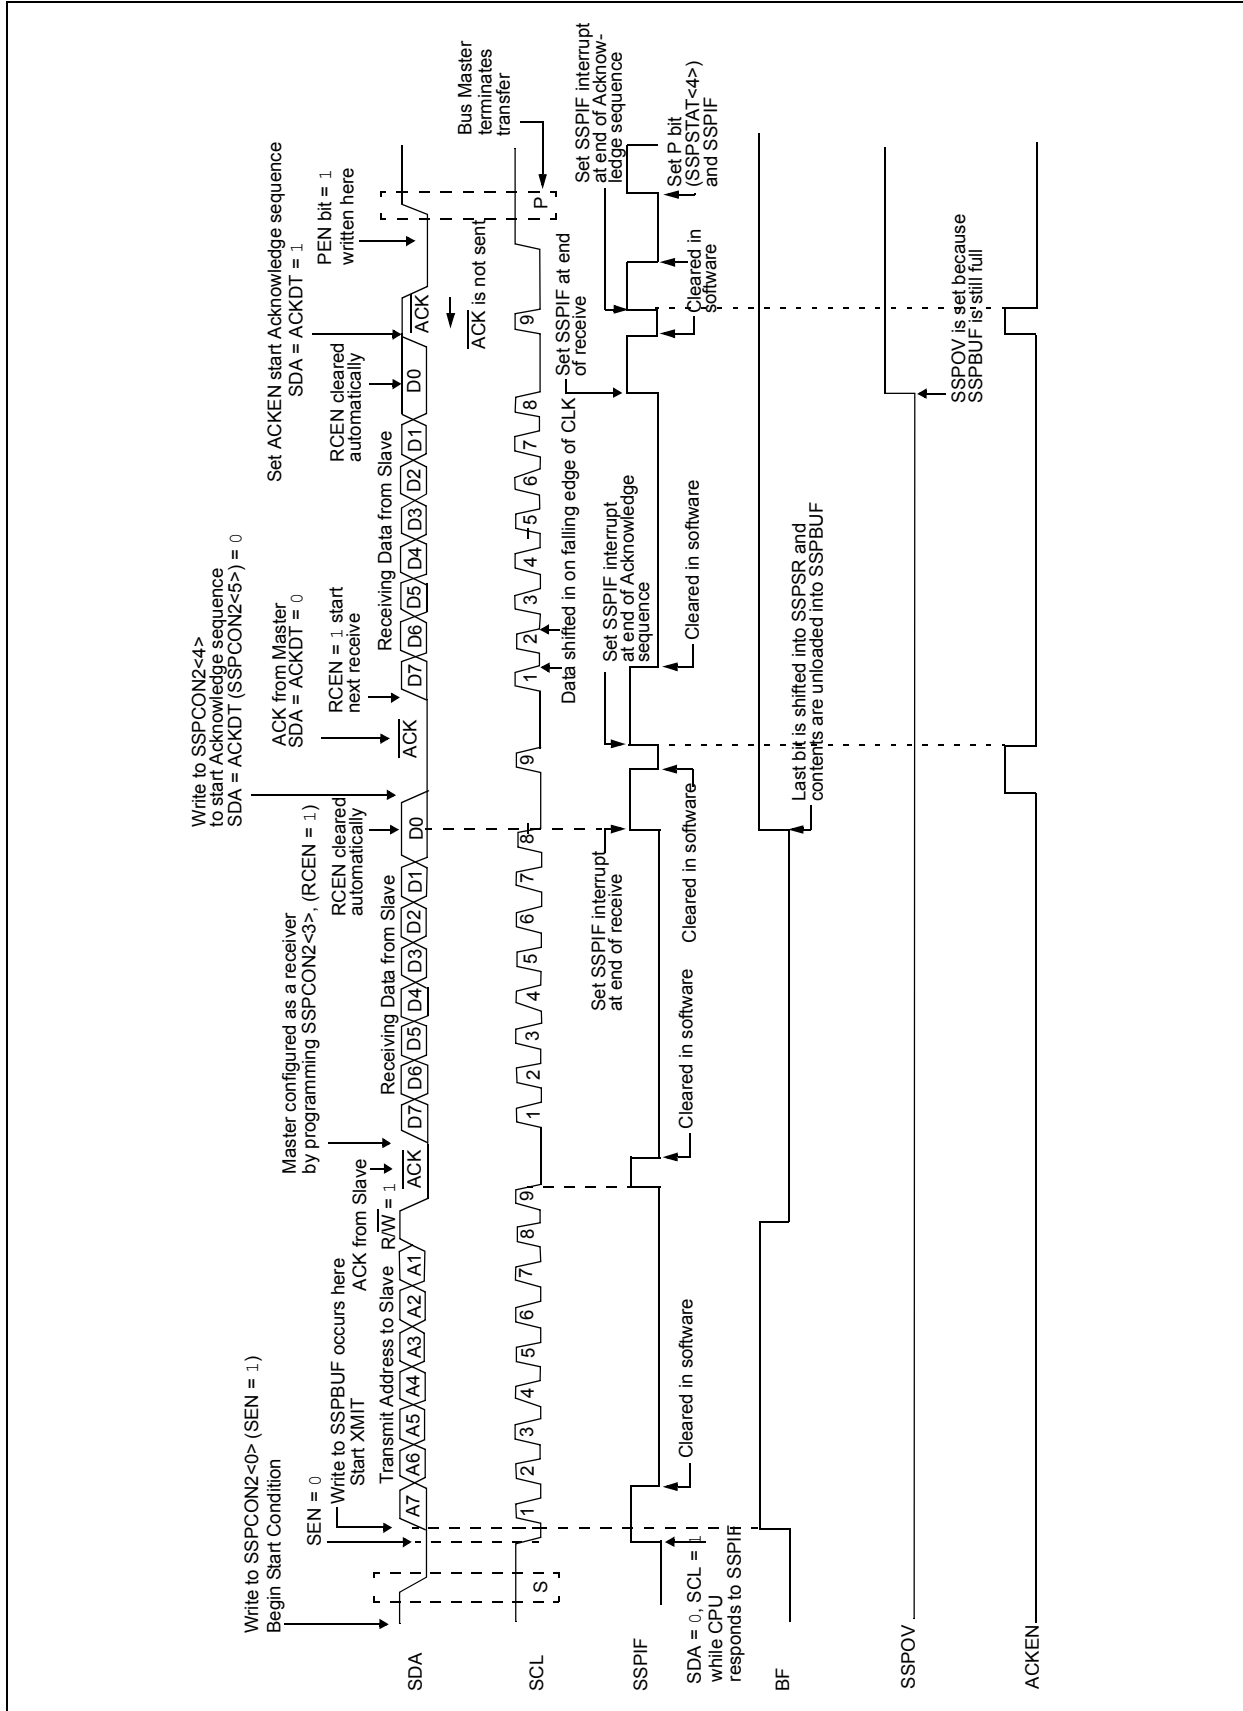 Write to SSPCON2<0> (SEN = 1)
Begin Start Condition
SEN = 0
Write to SSPBUF occurs here
Start XMIT
Transmit Address to Slave
R/W = 1
ACK from Slave
Master configured as a receiver
by programming SSPCON2<3>, (RCEN = 1)
Receiving Data from Slave
RCEN cleared
automatically
Write to SSPCON2<4>
to start Acknowledge sequence
SDA = ACKDT (SSPCON2<5>) = 0
ACK from Master
SDA = ACKDT = 0
RCEN = 1 start
next receive
Receiving Data from Slave
RCEN cleared
automatically
Set ACKEN start Acknowledge sequence
SDA = ACKDT = 1
PEN bit = 1
written here
SDA
A7 A6 A5 A4 A3 A2 A1
ACK
D7 D6 D5 D4 D3 D2 D1 D0
ACK
D7 D6 D5 D4 D3 D2 D1 D0
ACK
ACK is not sent
Bus Master
terminates
transfer
SCL
S
1 2 3 4 5 6 7 8 9
1 2 3 4 5 6 7 8 9
1 2 3 4 5 6 7 8 9
P
Data shifted in on falling edge of CLK
SSPIF
SDA = 0, SCL = 1
while CPU
responds to SSPIF
Cleared in software
Cleared in software
Set SSPIF interrupt
at end of receive
Cleared in software
Set SSPIF interrupt
at end of Acknowledge
sequence
Cleared in software
Set SSPIF at end
of receive
Cleared in
software
Set SSPIF interrupt
at end of Acknow-
ledge sequence
Set P bit
(SSPSTAT<4>)
and SSPIF
BF
Last bit is shifted into SSPSR and
contents are unloaded into SSPBUF
SSPOV
SSPOV is set because
SSPBUF is still full
ACKEN